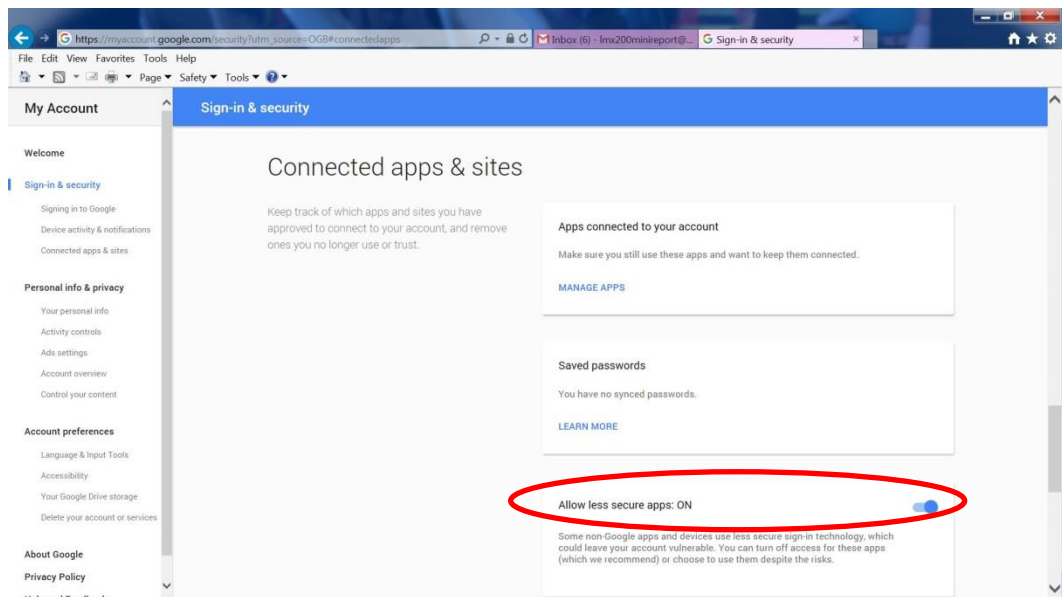 https://myaccount.google.com/security?utm_source=OGB#connectedapps
Inbox (6) - lmx200minireport@...
Sign-in & security
File Edit View Favorites Tools Help
Page Safety Tools
My Account
Sign-in & security
Welcome
Sign-in & security
Signing in to Google
Device activity & notifications
Connected apps & sites
Personal info & privacy
Your personal info
Activity controls
Ads settings
Account overview
Control your content
Account preferences
Language & Input Tools
Accessibility
Your Google Drive storage
Delete your account or services
About Google
Privacy Policy
Connected apps & sites
Keep track of which apps and sites you have
approved to connect to your account, and remove
ones you no longer use or trust.
Apps connected to your account
Make sure you still use these apps and want to keep them connected.
MANAGE APPS
Saved passwords
You have no synced passwords.
LEARN MORE
Allow less secure apps: ON
Some non-Google apps and devices use less secure sign-in technology, which
could leave your account vulnerable. You can turn off access for these apps
(which we recommend) or choose to use them despite the risks.